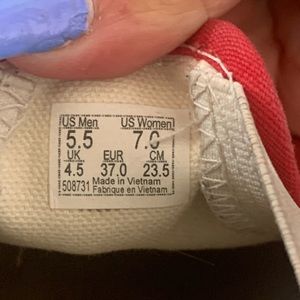 US Men US Women
5.5 7.0
UK EUR CM
4.5 37.0 23.5
508731 Made in Vietnam
Fabrique en Vietnam